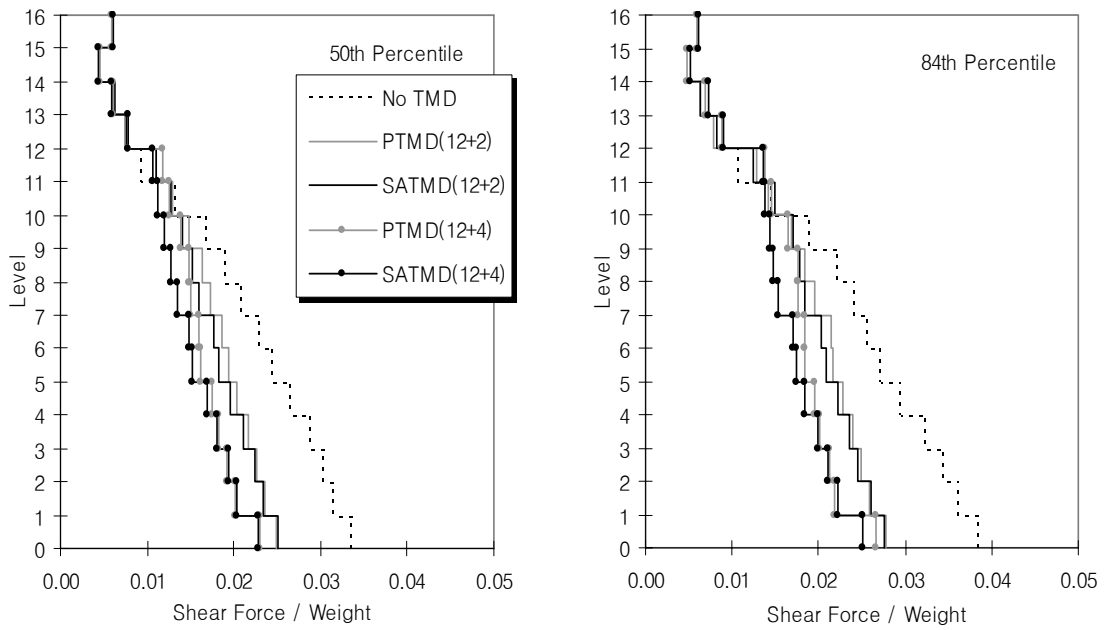 16
15
14
13
12
11
10
9
8
7
6
5
4
3
2
1
0
Level
50th Percentile
No TMD
PTMD(12+2)
SATMD(12+2)
PTMD(12+4)
SATMD(12+4)
0.00 0.01 0.02 0.03 0.04 0.05
Shear Force / Weight
16
15
14
13
12
11
10
9
8
7
6
5
4
3
2
1
0
Level
84th Percentile
0.00 0.01 0.02 0.03 0.04 0.05
Shear Force / Weight